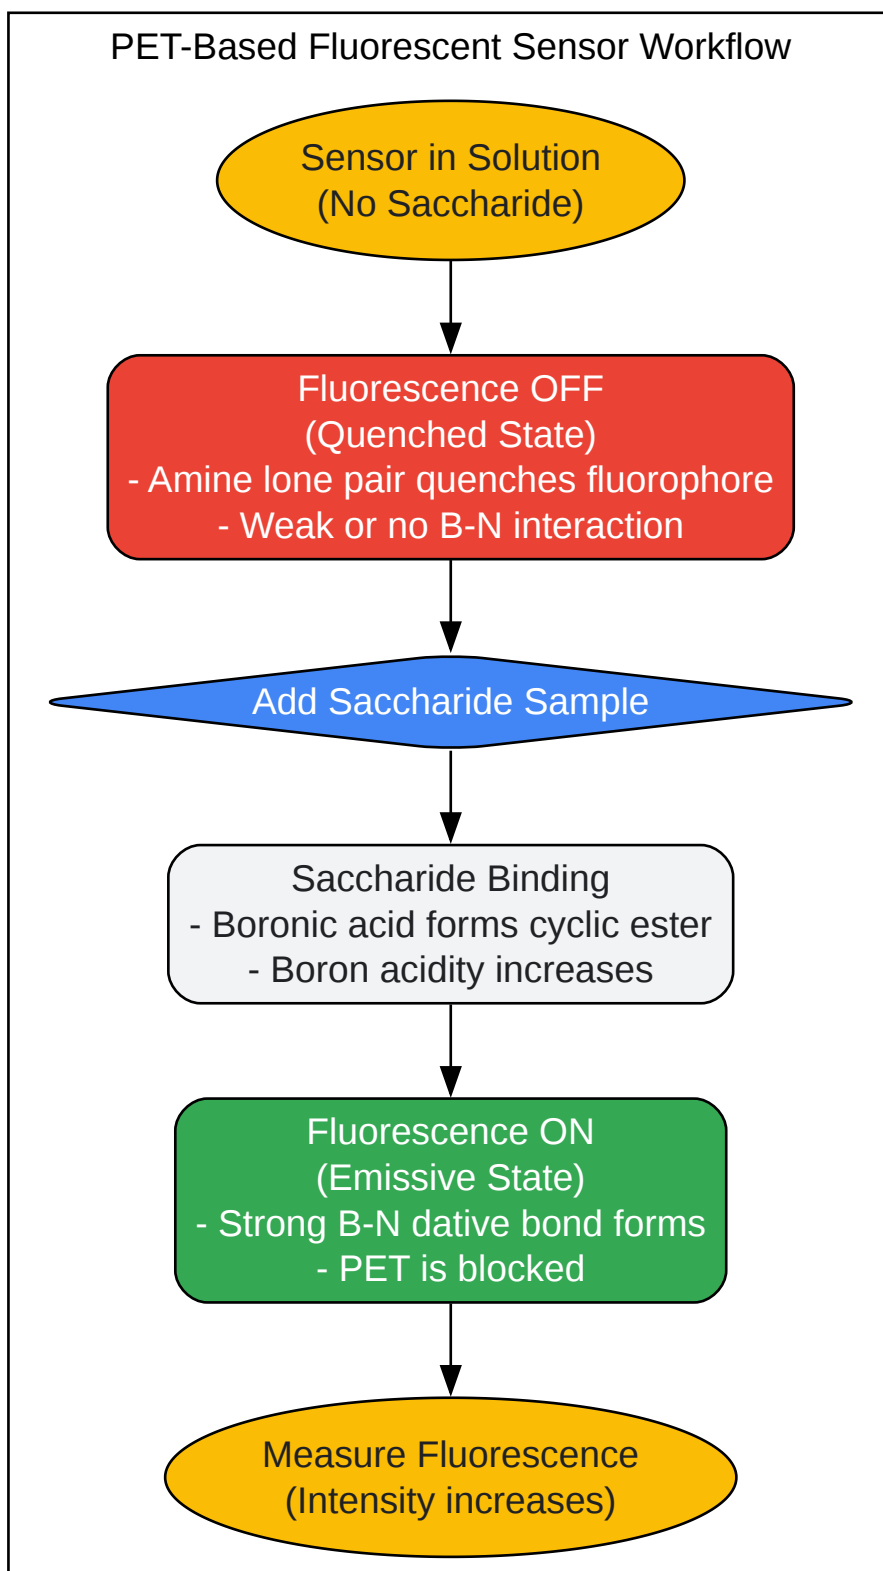 PET-Based Fluorescent Sensor Workflow
Sensor in Solution
(No Saccharide)
Fluorescence OFF
(Quenched State)
- Amine lone pair quenches fluorophore
- Weak or no B-N interaction
Add Saccharide Sample
Saccharide Binding
- Boronic acid forms cyclic ester
- Boron acidity increases
Fluorescence ON
(Emissive State)
- Strong B-N dative bond forms
- PET is blocked
Measure Fluorescence
(Intensity increases)